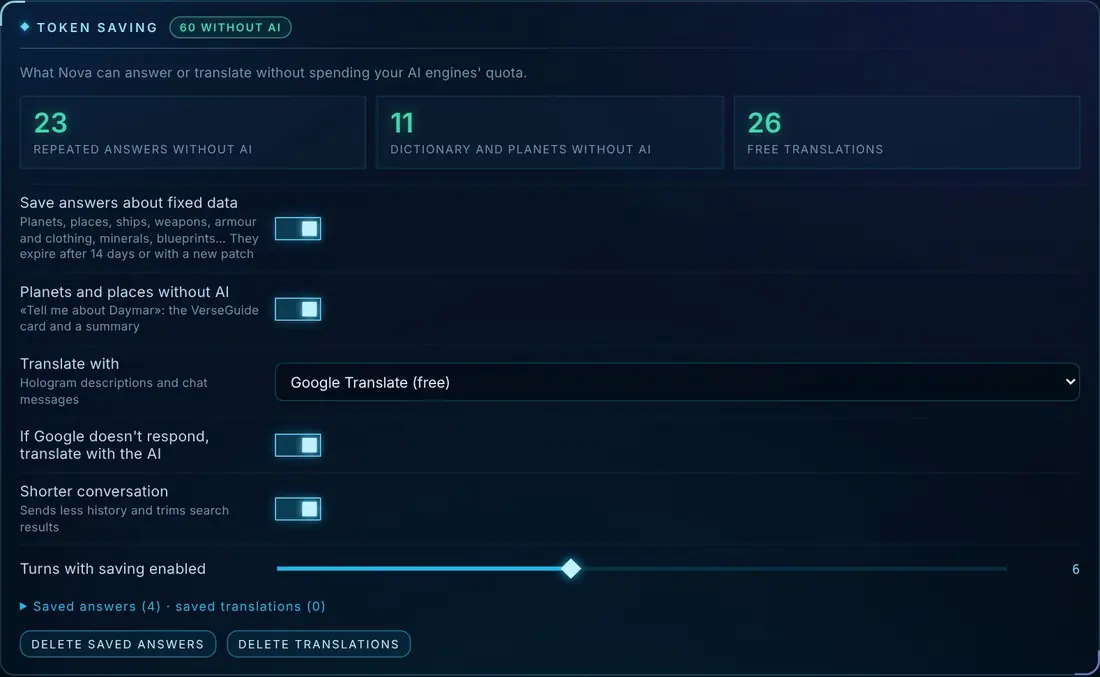 TOKEN SAVING 60 WITHOUT AI
What Nova can answer or translate without spending your AI engines' quota.
23
REPEATED ANSWERS WITHOUT AI
11
DICTIONARY AND PLANETS WITHOUT AI
26
FREE TRANSLATIONS
Save answers about fixed data
Planets, places, ships, weapons, armour
and clothing, minerals, blueprints... They
expire after 14 days or with a new patch
Planets and places without AI
«Tell me about Daymar»: the VerseGuide
card and a summary
Translate with
Hologram descriptions and chat
messages
Google Translate (free)
If Google doesn't respond,
translate with the AI
Shorter conversation
Sends less history and trims search
results
Turns with saving enabled
6
Saved answers (4) · saved translations (0)
DELETE SAVED ANSWERS
DELETE TRANSLATIONS